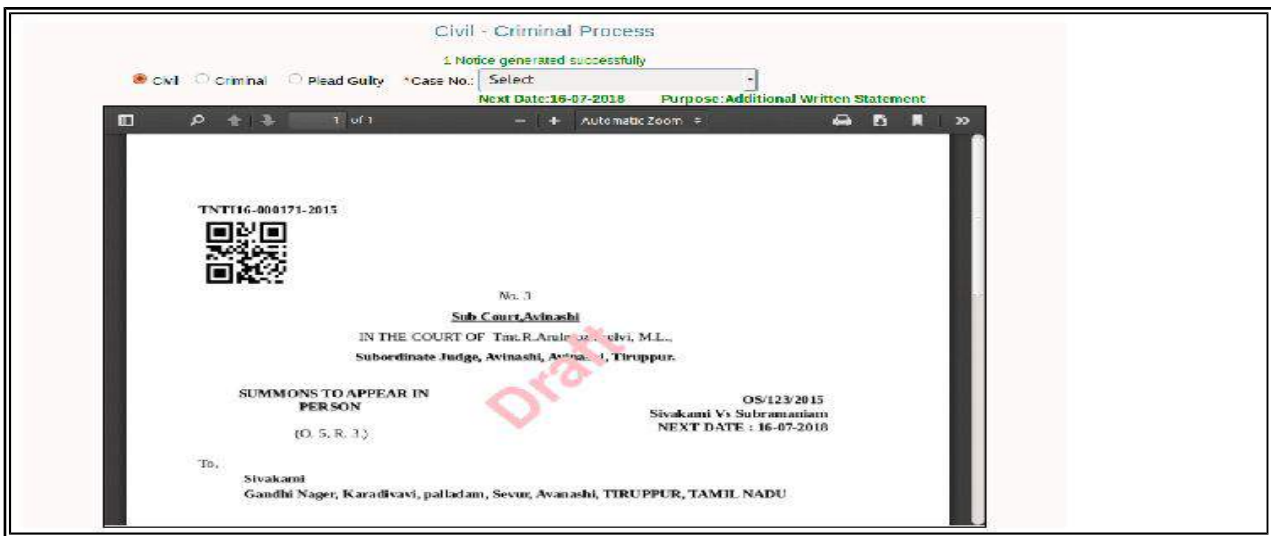 Civil - Criminal Process
1 Notice generated successfully
Civil Criminal Plead Guilty *Case No.: Select
Next Date:16-07-2018 Purpose:Additional Written Statement
1 of 1 Automatic Zoom
TNTI16-000171-2015
No. 3
Sub Court,Avinashi
IN THE COURT OF Tmt.R. M.L.,
Subordinate Judge, Avinashi, Tiruppur.
Draft
SUMMONS TO APPEAR IN
PERSON
(O. 5, R. 3.)
OS/123/2015
Sivakami Vs Subramaniam
NEXT DATE : 16-07-2018
To,
Sivakami
Gandhi Nager, Karadivavi, palladam, Sevur, Avanashi, TIRUPPUR, TAMIL NADU